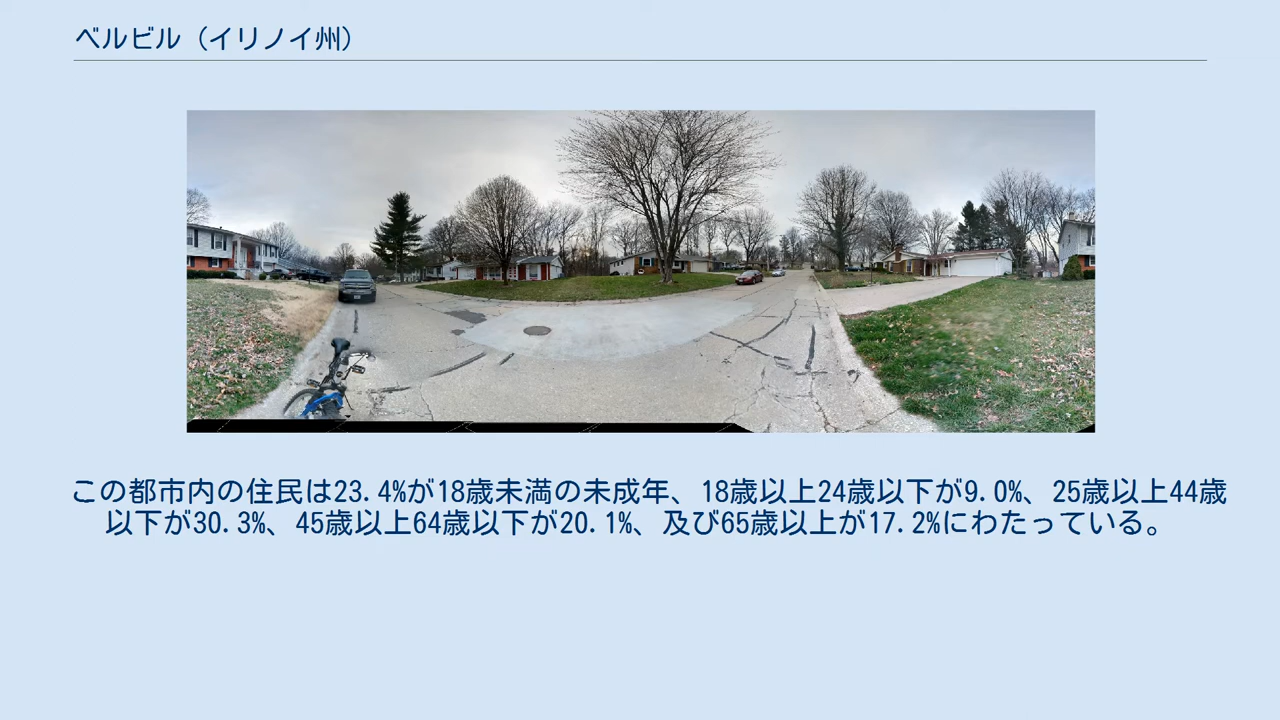 ベルビル（イリノイ州）
この都市内の住民は23.4%が18歳未満の未成年、18歳以上24歳以下が9.0%、25歳以上44歳
以下が30.3%、45歳以上64歳以下が20.1%、及び65歳以上が17.2%にわたっている。